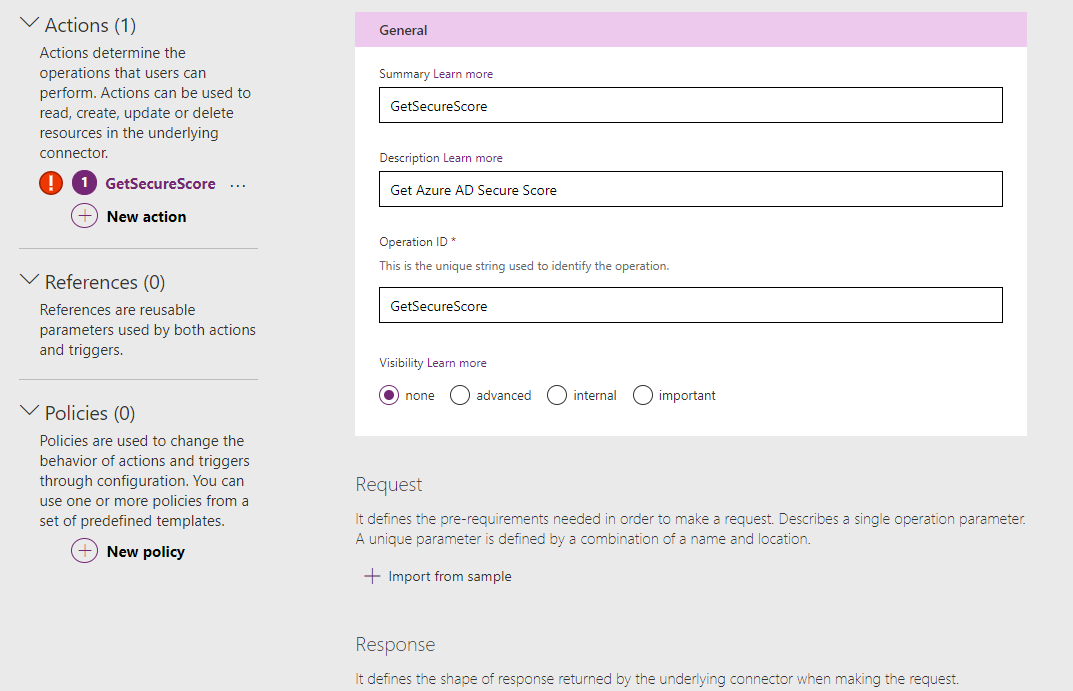 Actions (1)
Actions determine the
operations that users can
perform. Actions can be used to
read, create, update or delete
resources in the underlying
connector.
! 1 GetSecureScore ...
New action
References (0)
References are reusable
parameters used by both actions
and triggers.
Policies (0)
Policies are used to change the
behavior of actions and triggers
through configuration. You can
use one or more policies from a
set of predefined templates.
New policy
General
Summary Learn more
GetSecureScore
Description Learn more
Get Azure AD Secure Score
Operation ID *
This is the unique string used to identify the operation.
GetSecureScore
Visibility Learn more
none advanced internal important
Request
It defines the pre-requirements needed in order to make a request. Describes a single operation parameter.
A unique parameter is defined by a combination of a name and location.
Import from sample
Response
It defines the shape of response returned by the underlying connector when making the request.